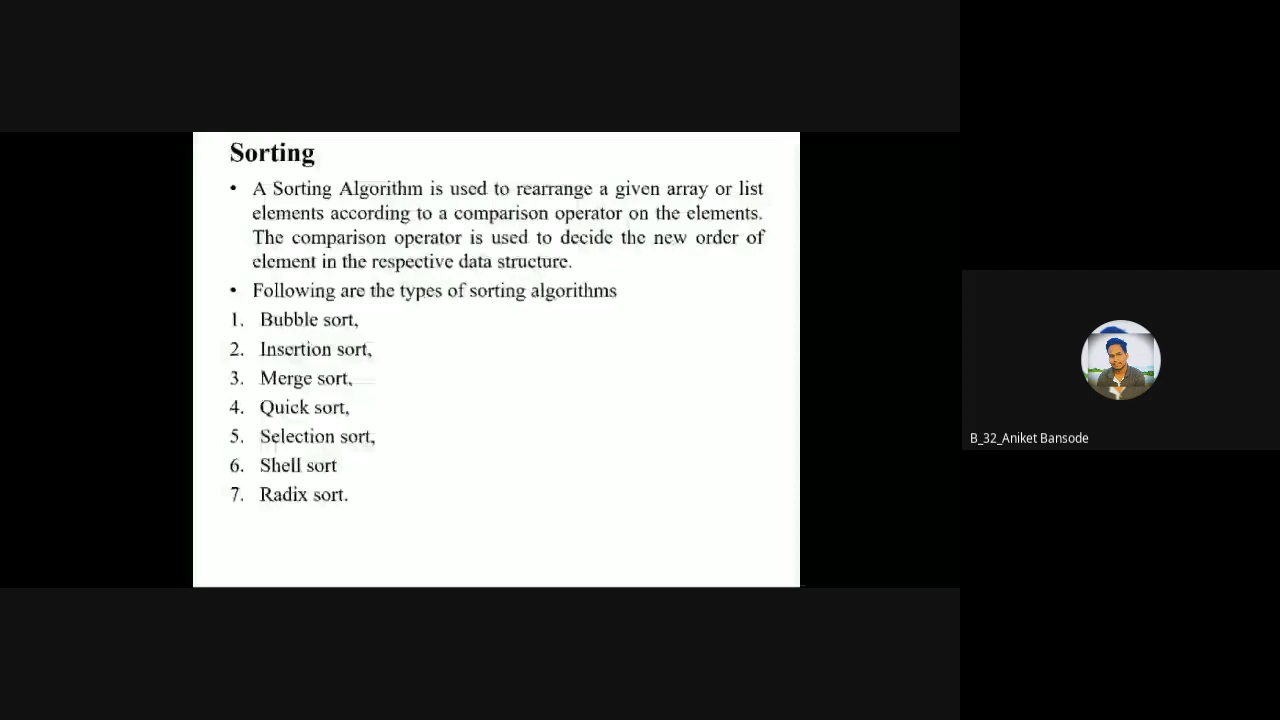 Sorting
• A Sorting Algorithm is used to rearrange a given array or list
elements according to a comparison operator on the elements.
The comparison operator is used to decide the new order of
element in the respective data structure.
• Following are the types of sorting algorithms
1. Bubble sort,
2. Insertion sort,
3. Merge sort,
4. Quick sort,
5. Selection sort,
6. Shell sort
7. Radix sort.
B_32_Aniket Bansode